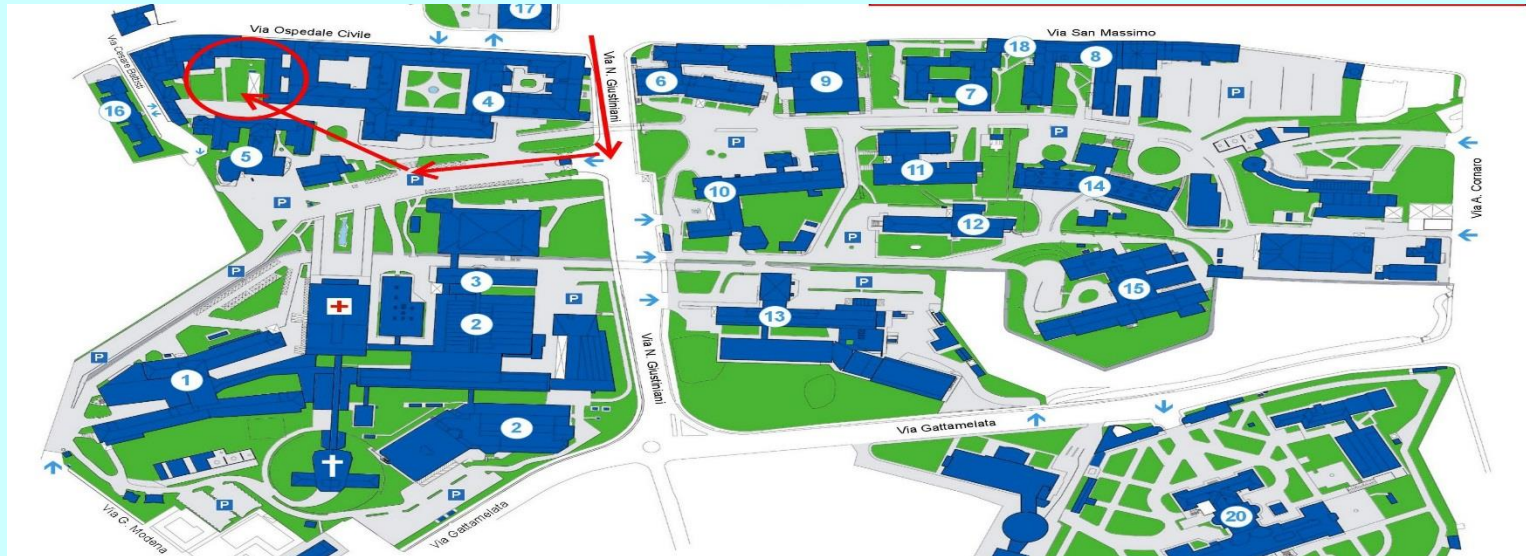 17
Via Ospedale Civile
Via San Massimo
Via Cesare Battisti
Via N. Giustiniani
18
8
6
9
7
P
16
4
5
P
P
P
11
10
14
Via A. Cornaro
P
P
12
P
P
3
P
15
2
P
13
P
1
Via N. Giustiniani
2
Via Gattamelata
P
P
Via G. Modena
Via Gattamelata
20